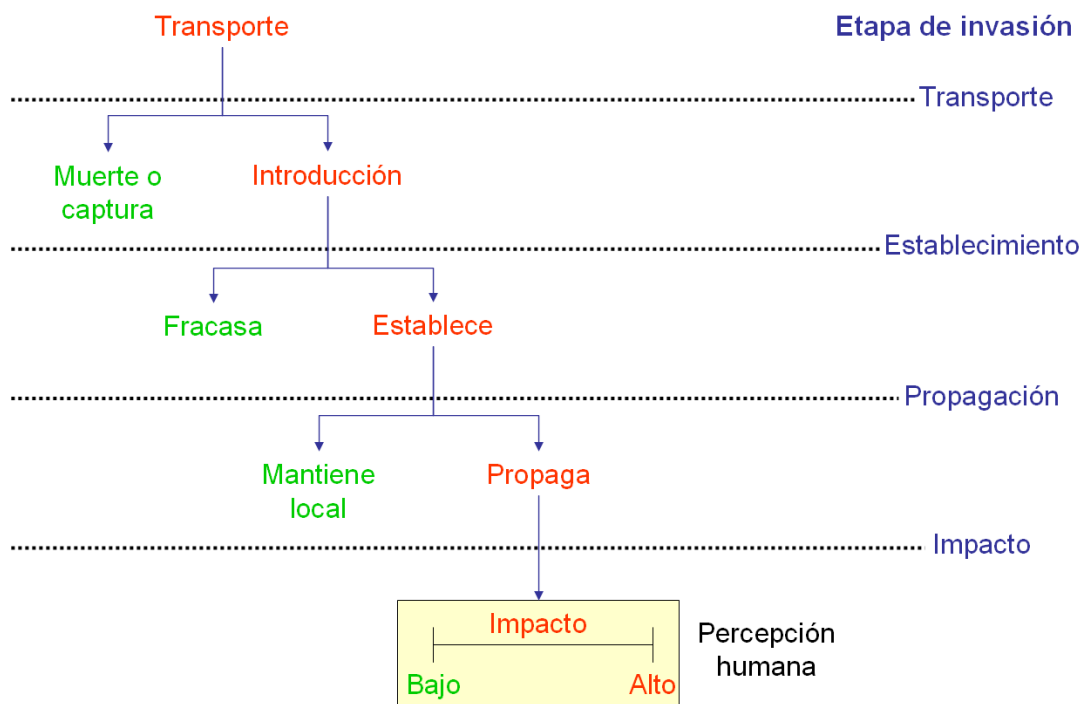 Transporte
Etapa de invasión
Transporte
Muerte o
captura
Introducción
Establecimiento
Fracasa
Establece
Propagación
Mantiene
local
Propaga
Impacto
Impacto
Bajo
Alto
Percepción
humana